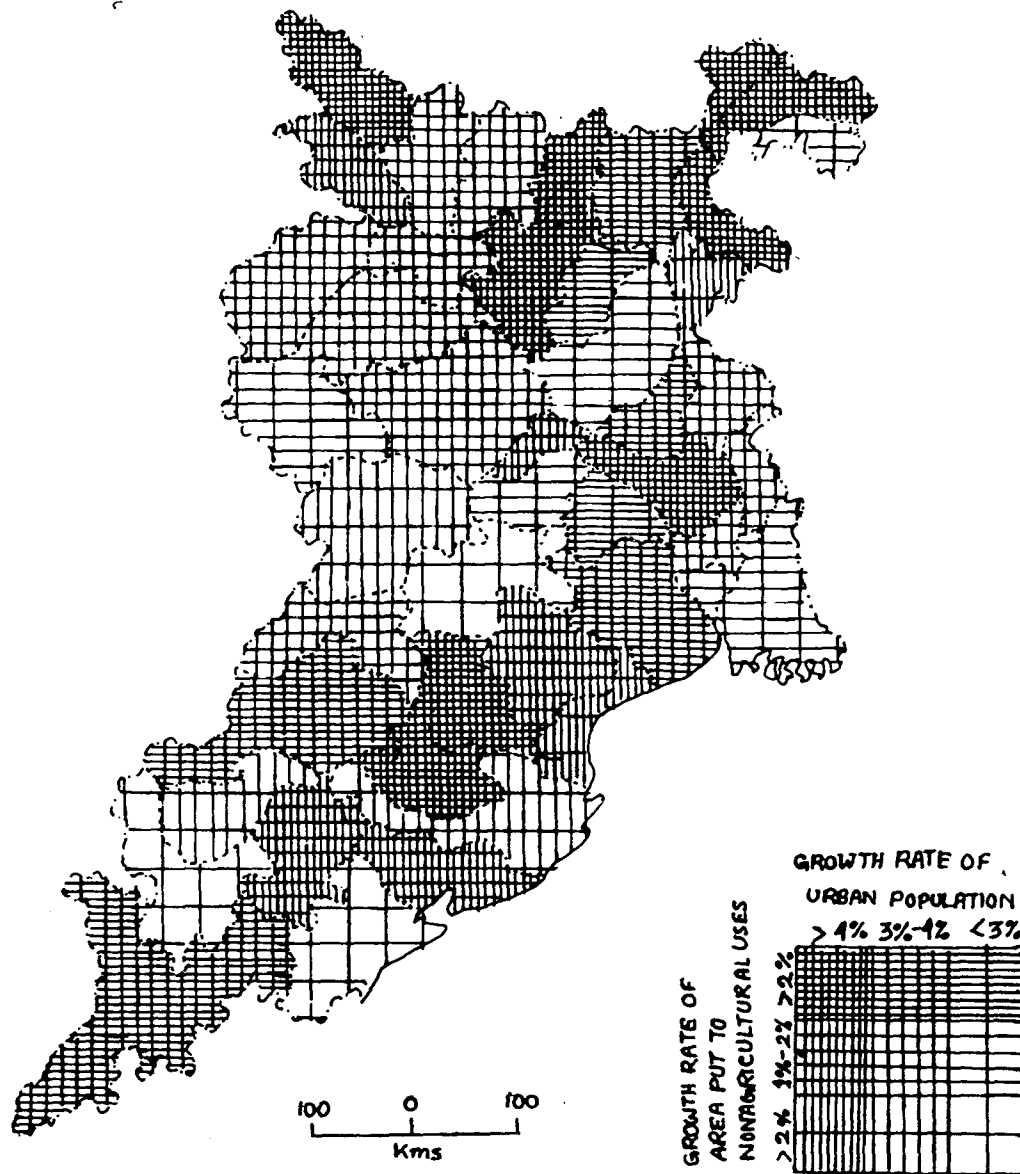 GROWTH RATE OF
URBAN POPULATION
> 4% 3%-4% <3%
GROWTH RATE OF
AREA PUT TO
NONAGRICULTURAL USES
>2% 1%-2% >2%
100 0 100
Kms